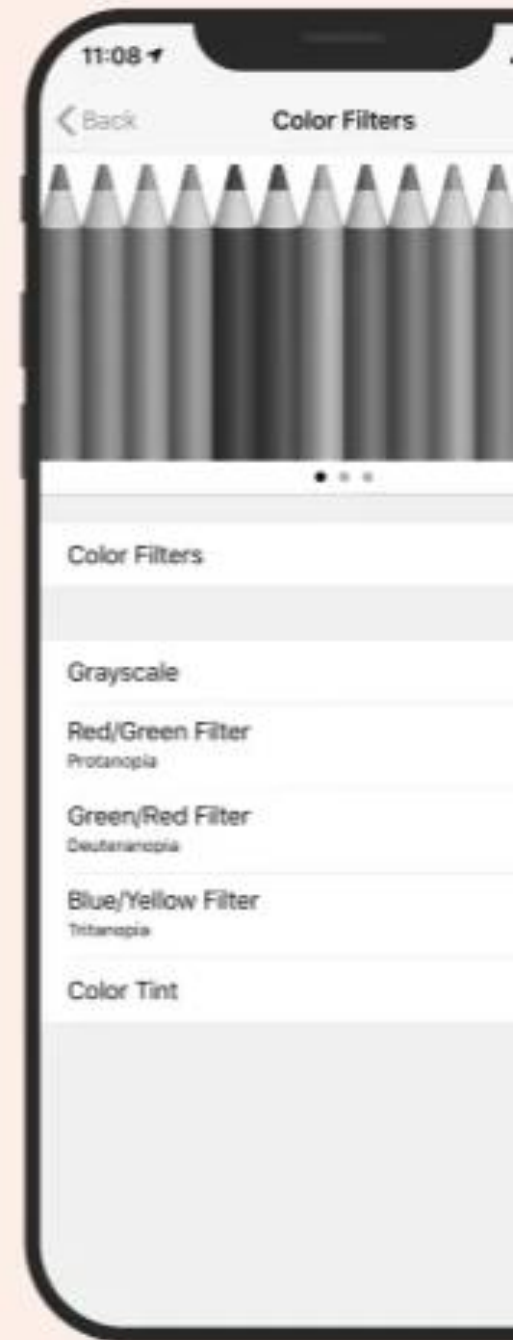 11:08
Back
Color Filters
Color Filters
Grayscale
Red/Green Filter
Protanopia
Green/Red Filter
Deuteranopia
Blue/Yellow Filter
Tritanopia
Color Tint